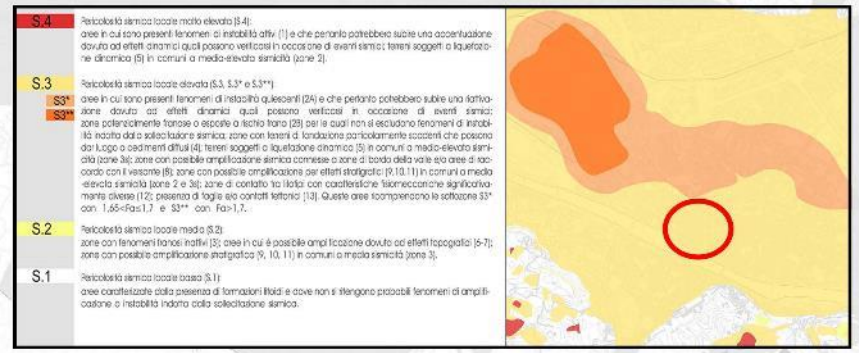 S.4
Pericolosità sismica locale molto elevata (S.4):
aree in cui sono presenti fenomeni di instabilità attivi (1) e che pertanto potrebbero subire una accentuazione
dovuta ad effetti dinamici quali possono verificarsi in occasione di eventi sismici; terreni soggetti a liquefazio-
ne dinamica (5) in comuni a media-elevata sismicità (zone 2).
S.3
Pericolosità sismica locale elevata (S.3, S.3* e S.3**)
S3*
S3**
aree in cui sono presenti fenomeni di instabilità quiescenti (2A) e che pertanto potrebbero subire una riattiva-
zione dovuta ad effetti dinamici quali possono verificarsi in occasione di eventi sismici;
zone potenzialmente franose o esposte a rischio frana (2B) per le quali non si escludono fenomeni di instabi-
lità indotta dalla sollecitazione sismica; zone con terreni di fondazione particolarmente scadenti che possono
dar luogo a cedimenti diffusi (4); terreni soggetti a liquefazione dinamica (5) in comuni a medio-elevata sismi-
cità (zone 3s); zone con possibile amplificazione sismica connesse a zone di bordo della valle e/o aree di rac-
cordo con il versante (8); zone con possibile amplificazione per effetti stratigrafici (9,10,11) in comuni a media
-elevata sismicità (zone 2 e 3s); zone di contatto tra litotipi con caratteristiche fisicomeccaniche significativa-
mente diverse (12); presenza di faglie e/o contatti tettonici (13). Queste aree ricomprendono le sottozone S3*
con 1,65<Fa≤1,7 e S3** con Fa>1,7.
S.2
Pericolosità sismica locale media (S.2):
zone con fenomeni franosi inattivi (3); aree in cui è possibile amplificazione dovuta ad effetti topografici (6-7);
zone con possibile amplificazione stratigrafica (9, 10, 11) in comuni a media sismicità (zone 3).
S.1
Pericolosità sismica locale bassa (S.1):
aree caratterizzate dalla presenza di formazioni litoidi e dove non si ritengono probabili fenomeni di amplifi-
cazione o instabilità indotta dalla sollecitazione sismica.